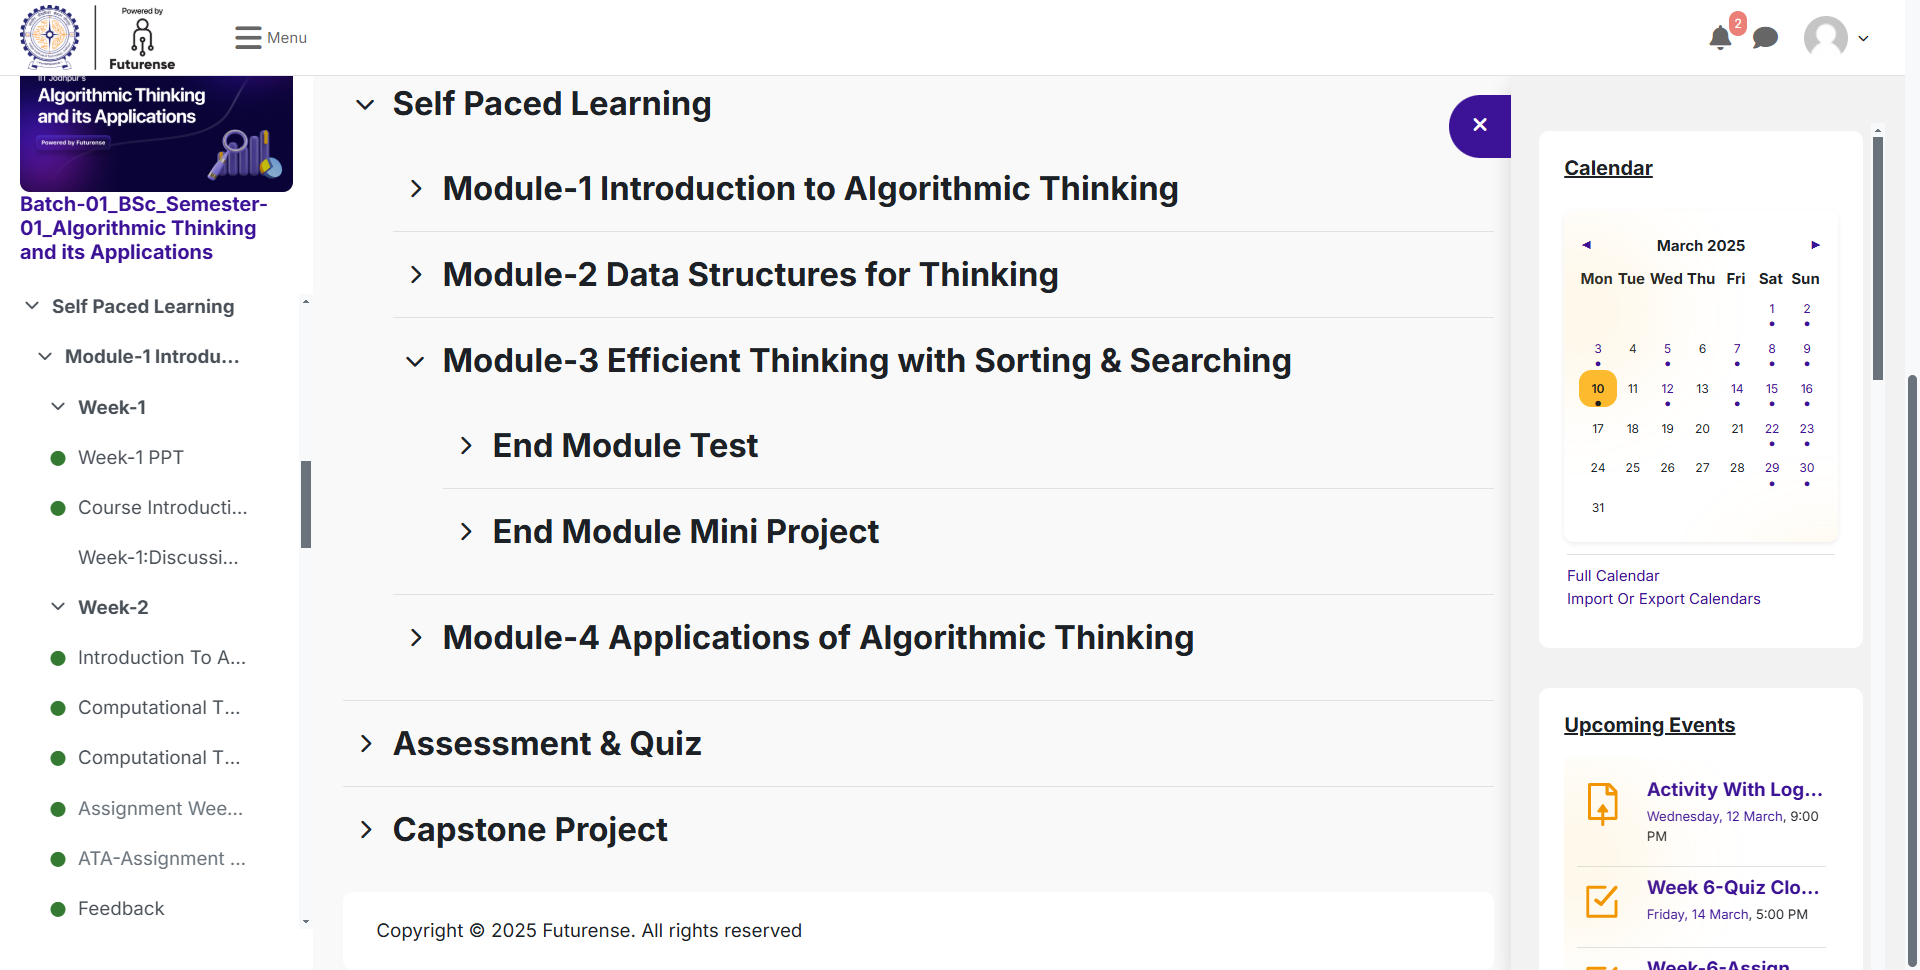 Powered by
Futurense
Menu
2
IIT Jodhpur's
Algorithmic Thinking
and its Applications
Powered by Futurense
Batch-01_BSc_Semester-
01_Algorithmic Thinking
and its Applications
Self Paced Learning
Module-1 Introdu...
Week-1
Week-1 PPT
Course Introducti...
Week-1:Discussi...
Week-2
Introduction To A...
Computational T...
Computational T...
Assignment Wee...
ATA-Assignment ...
Feedback
Self Paced Learning
Module-1 Introduction to Algorithmic Thinking
Module-2 Data Structures for Thinking
Module-3 Efficient Thinking with Sorting & Searching
End Module Test
End Module Mini Project
Module-4 Applications of Algorithmic Thinking
Assessment & Quiz
Capstone Project
Copyright © 2025 Futurense. All rights reserved
Calendar
March 2025
Mon Tue Wed Thu Fri Sat Sun
1 2
3 4 5 6 7 8 9
10 11 12 13 14 15 16
17 18 19 20 21 22 23
24 25 26 27 28 29 30
31
Full Calendar
Import Or Export Calendars
Upcoming Events
Activity With Log...
Wednesday, 12 March, 9:00
PM
Week 6-Quiz Clo...
Friday, 14 March, 5:00 PM
Week-6-Assign